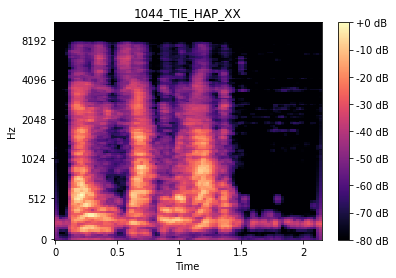 1044_TIE_HAP_XX
+0 dB
8192
-10 dB
4096
-20 dB
-30 dB
2048
-40 dB
Hz
1024
-50 dB
512
-60 dB
-70 dB
0
-80 dB
0 0.5 1 1.5 2
Time